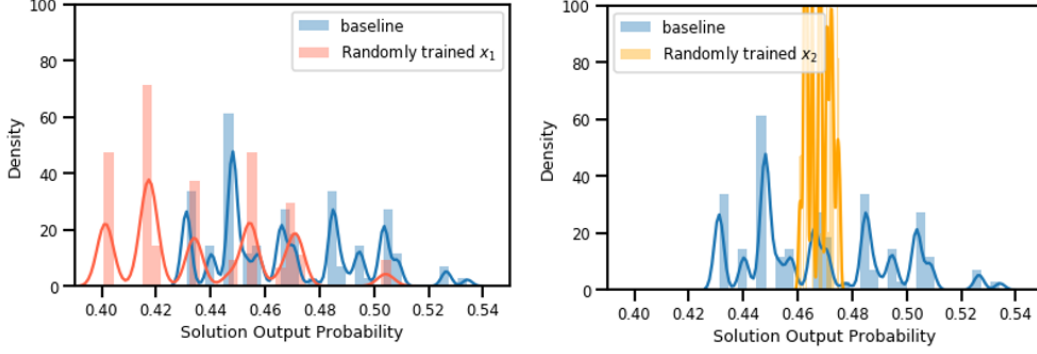 100
80
60
40
20
0
Density
baseline
Randomly trained x₁
0.40 0.42 0.44 0.46 0.48 0.50 0.52 0.54
Solution Output Probability
100
80
60
40
20
0
Density
baseline
Randomly trained x₂
0.40 0.42 0.44 0.46 0.48 0.50 0.52 0.54
Solution Output Probability